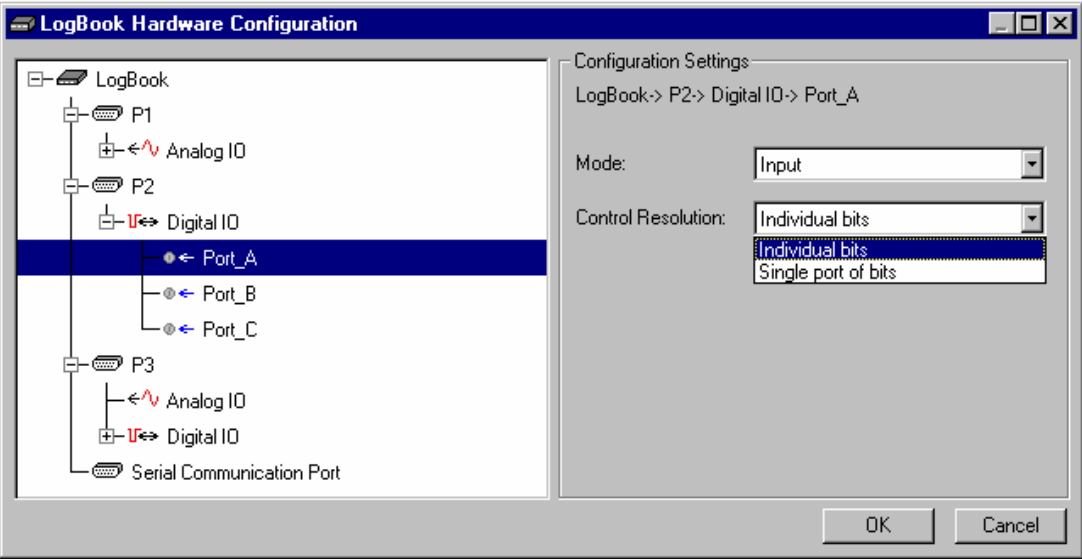 LogBook Hardware Configuration
LogBook
P1
Analog IO
P2
Digital IO
Port_A
Port_B
Port_C
P3
Analog IO
Digital IO
Serial Communication Port
Configuration Settings
LogBook-> P2-> Digital IO-> Port_A
Mode: Input
Control Resolution: Individual bits
Individual bits
Single port of bits
OK Cancel